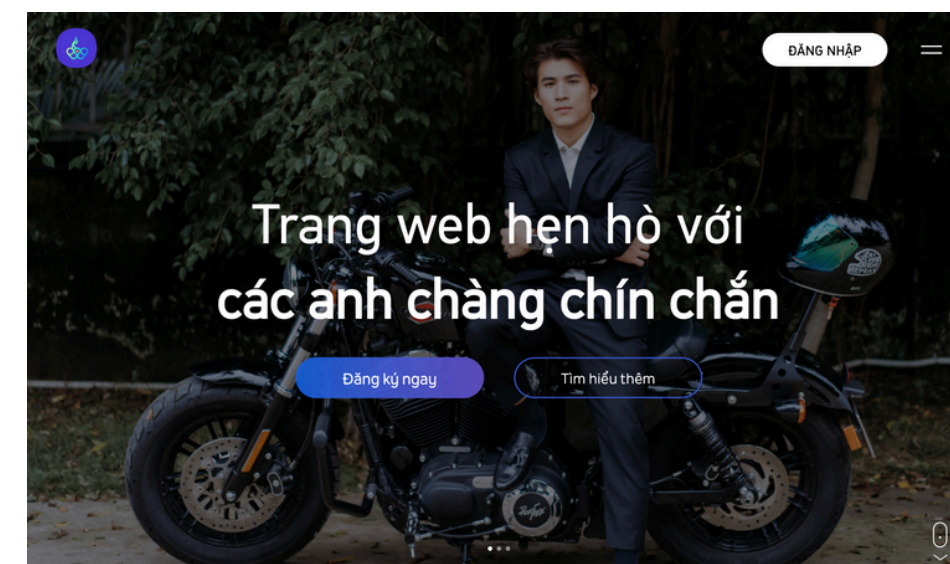 ĐĂNG NHẬP
Trang web hẹn hò với
các anh chàng chín chắn
Đăng ký ngay
Tìm hiểu thêm